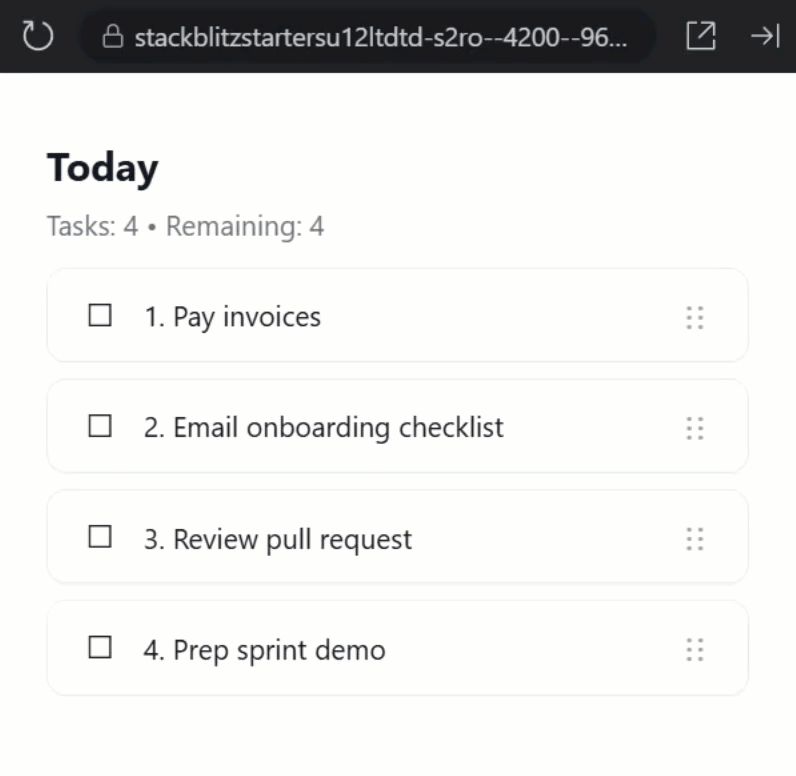 stackblitzstartersu12ltdtd-s2ro--4200--96...
Today
Tasks: 4 • Remaining: 4
1. Pay invoices
2. Email onboarding checklist
3. Review pull request
4. Prep sprint demo